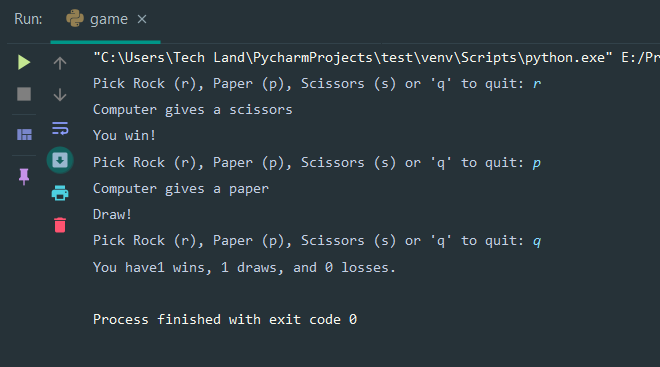 Run: game ×
"C:\Users\Tech Land\PycharmProjects\test\venv\Scripts\python.exe" E:/Pr
Pick Rock (r), Paper (p), Scissors (s) or 'q' to quit: r
Computer gives a scissors
You win!
Pick Rock (r), Paper (p), Scissors (s) or 'q' to quit: p
Computer gives a paper
Draw!
Pick Rock (r), Paper (p), Scissors (s) or 'q' to quit: q
You have1 wins, 1 draws, and 0 losses.
Process finished with exit code 0